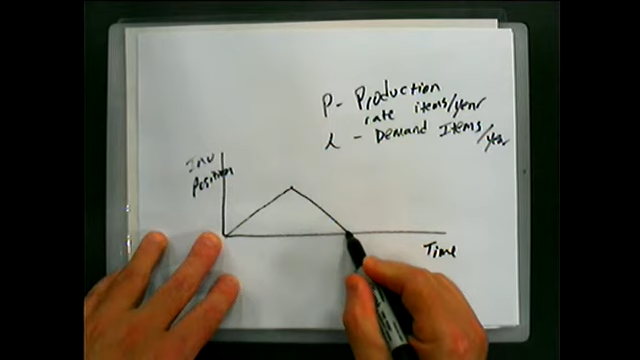 P - Production
rate items/year
λ - Demand Items/year
Inv
Position
Time